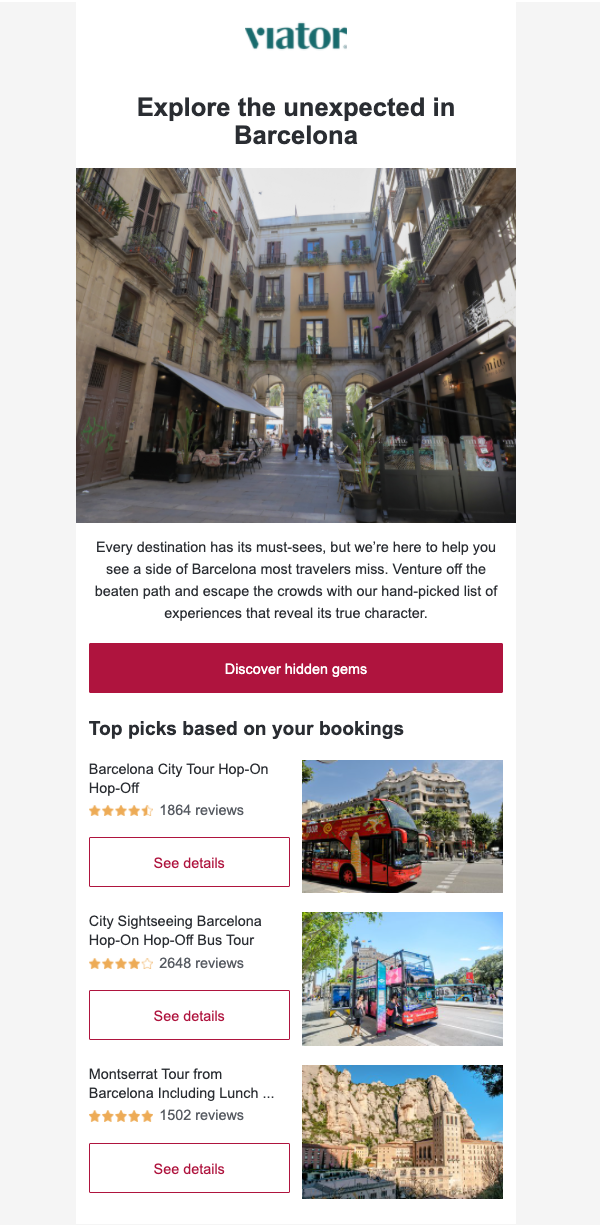 viator
Explore the unexpected in
Barcelona
Every destination has its must-sees, but we’re here to help you
see a side of Barcelona most travelers miss. Venture off the
beaten path and escape the crowds with our hand-picked list of
experiences that reveal its true character.
Discover hidden gems
Top picks based on your bookings
Barcelona City Tour Hop-On
Hop-Off
1864 reviews
See details
City Sightseeing Barcelona
Hop-On Hop-Off Bus Tour
2648 reviews
See details
Montserrat Tour from
Barcelona Including Lunch ...
1502 reviews
See details